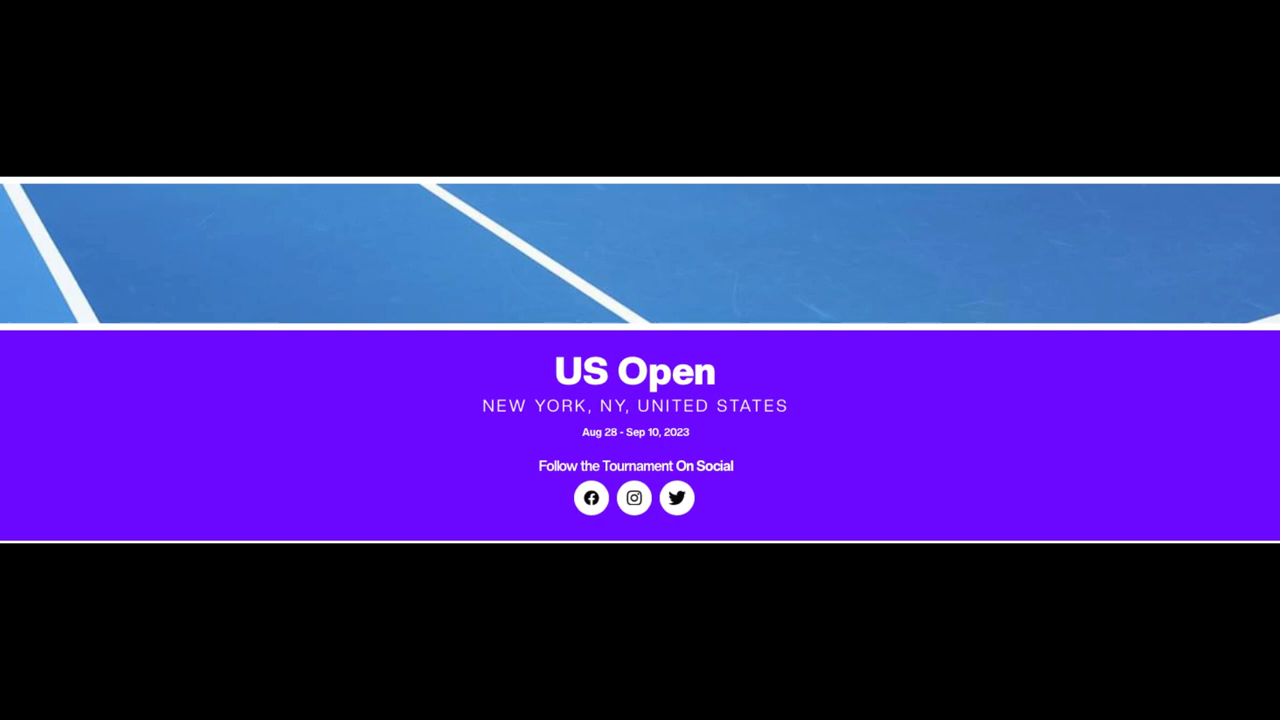 US Open
NEW YORK, NY, UNITED STATES
Aug 28 - Sep 10, 2023
Follow the Tournament On Social